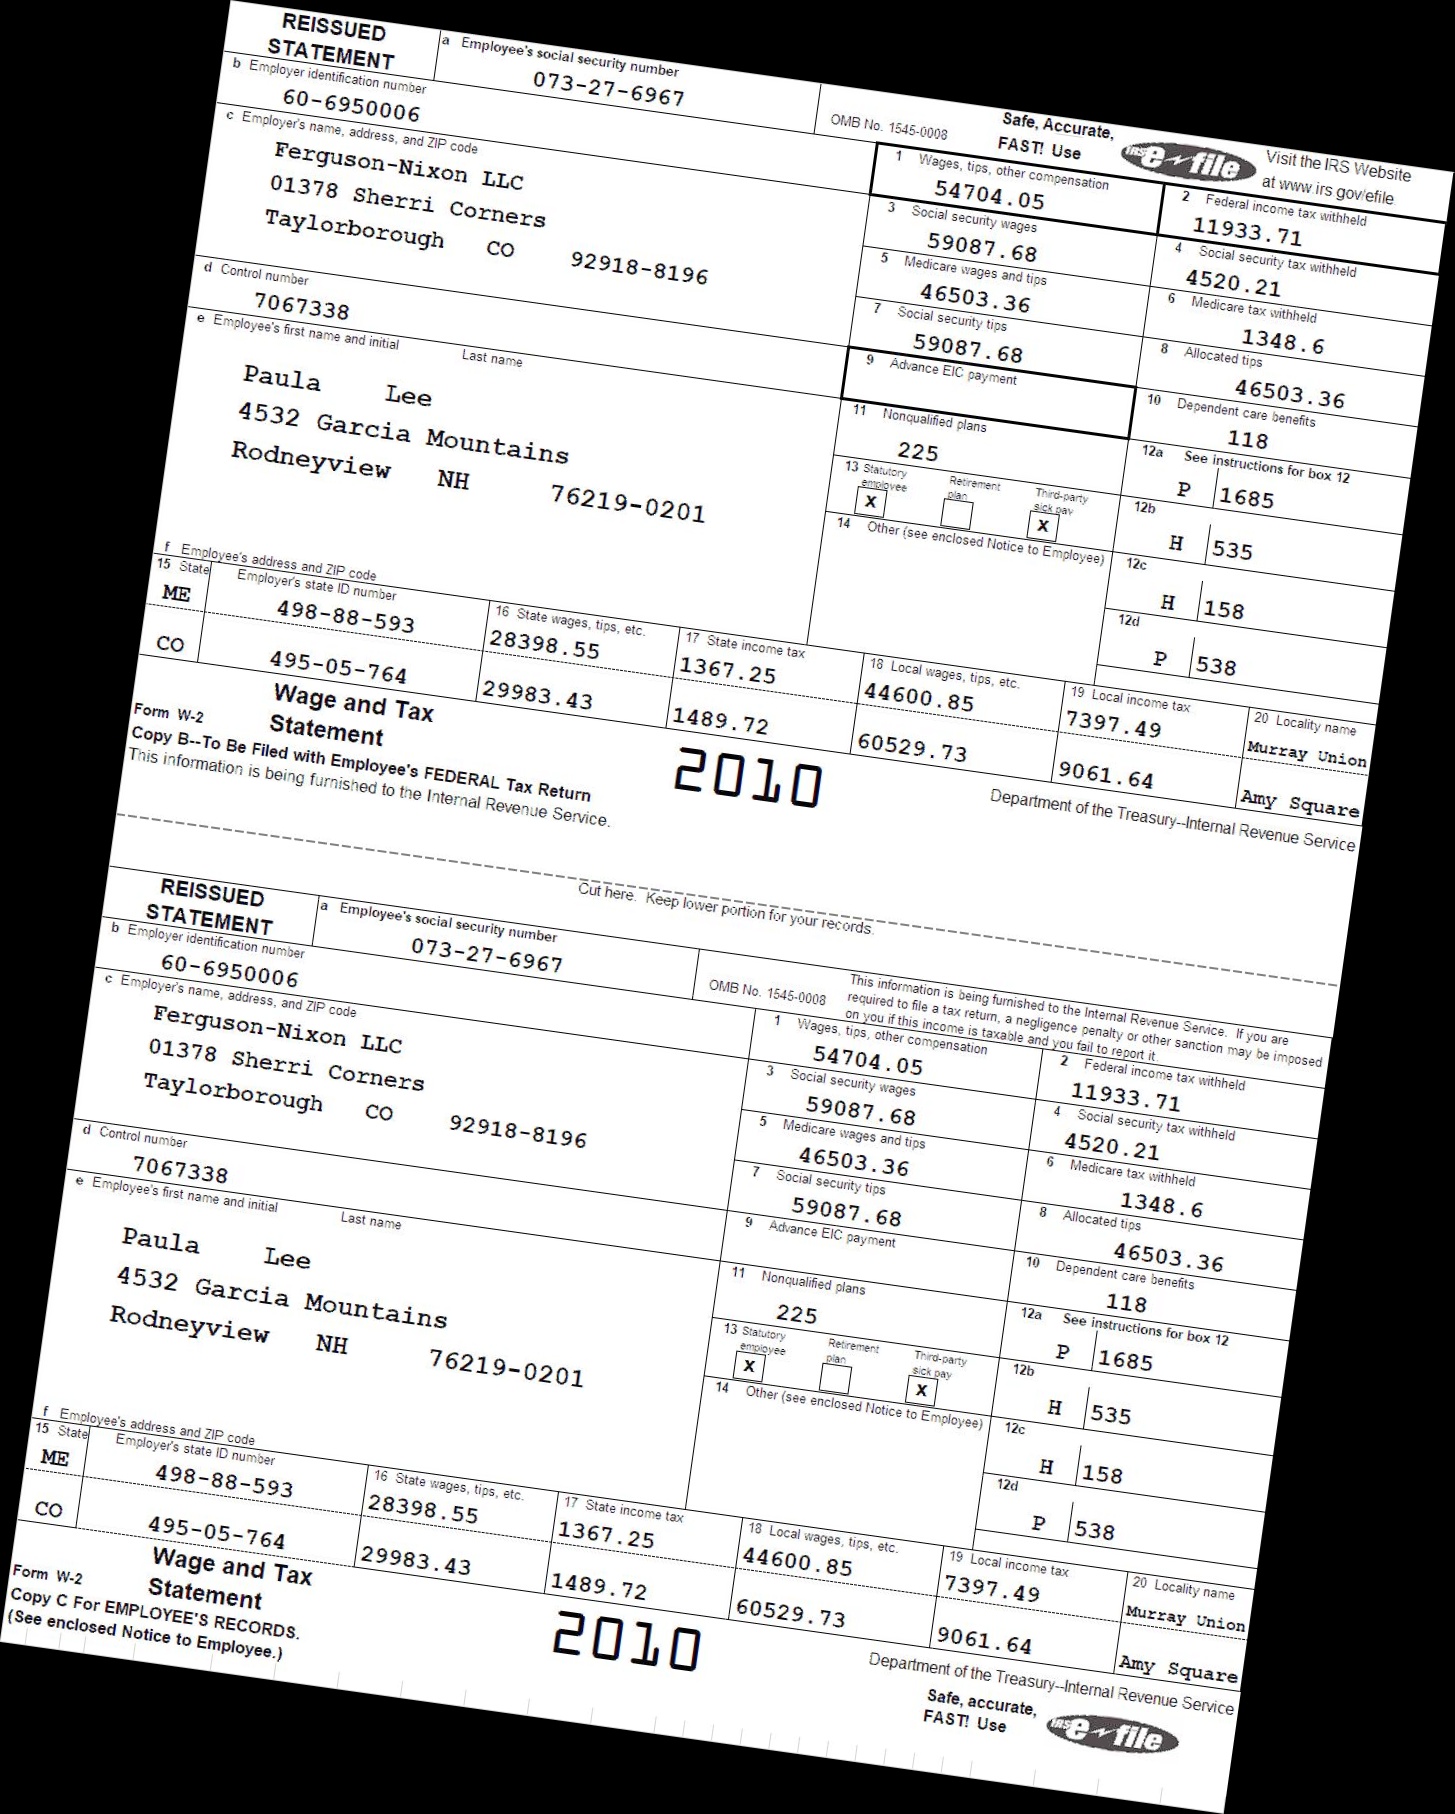 REISSUED
STATEMENT
a Employee's social security number
073-27-6967
OMB No. 1545-0008
Safe, Accurate,
FAST! Use
IRS e-file
Visit the IRS Website
at www.irs.gov/efile
b Employer identification number
60-6950006
c Employer's name, address, and ZIP code
Ferguson-Nixon LLC
01378 Sherri Corners
Taylorborough CO 92918-8196
1 Wages, tips, other compensation
54704.05
2 Federal income tax withheld
11933.71
3 Social security wages
59087.68
4 Social security tax withheld
4520.21
5 Medicare wages and tips
46503.36
6 Medicare tax withheld
1348.6
d Control number
7067338
7 Social security tips
59087.68
8 Allocated tips
46503.36
e Employee's first name and initial Last name
Paula Lee
4532 Garcia Mountains
Rodneyview NH 76219-0201
9 Advance EIC payment
10 Dependent care benefits
118
11 Nonqualified plans
225
12a See instructions for box 12
P 1685
13 Statutory employee
X
Retirement plan
Third-party sick pay
X
12b
H 535
14 Other (see enclosed Notice to Employee)
12c
H 158
12d
P 538
f Employee's address and ZIP code
15 State Employer's state ID number
ME 498-88-593
CO 495-05-764
16 State wages, tips, etc.
28398.55
29983.43
17 State income tax
1367.25
1489.72
18 Local wages, tips, etc.
44600.85
60529.73
19 Local income tax
7397.49
9061.64
20 Locality name
Murray Union
Amy Square
Form W-2
Wage and Tax
Statement
2010
Copy B--To Be Filed with Employee's FEDERAL Tax Return
This information is being furnished to the Internal Revenue Service.
Department of the Treasury--Internal Revenue Service
Cut here. Keep lower portion for your records.
REISSUED
STATEMENT
a Employee's social security number
073-27-6967
OMB No. 1545-0008
This information is being furnished to the Internal Revenue Service. If you are
required to file a tax return, a negligence penalty or other sanction may be imposed
on you if this income is taxable and you fail to report it.
b Employer identification number
60-6950006
c Employer's name, address, and ZIP code
Ferguson-Nixon LLC
01378 Sherri Corners
Taylorborough CO 92918-8196
1 Wages, tips, other compensation
54704.05
2 Federal income tax withheld
11933.71
3 Social security wages
59087.68
4 Social security tax withheld
4520.21
5 Medicare wages and tips
46503.36
6 Medicare tax withheld
1348.6
d Control number
7067338
7 Social security tips
59087.68
8 Allocated tips
46503.36
e Employee's first name and initial Last name
Paula Lee
4532 Garcia Mountains
Rodneyview NH 76219-0201
9 Advance EIC payment
10 Dependent care benefits
118
11 Nonqualified plans
225
12a See instructions for box 12
P 1685
13 Statutory employee
X
Retirement plan
Third-party sick pay
X
12b
H 535
14 Other (see enclosed Notice to Employee)
12c
H 158
12d
P 538
f Employee's address and ZIP code
15 State Employer's state ID number
ME 498-88-593
CO 495-05-764
16 State wages, tips, etc.
28398.55
29983.43
17 State income tax
1367.25
1489.72
18 Local wages, tips, etc.
44600.85
60529.73
19 Local income tax
7397.49
9061.64
20 Locality name
Murray Union
Amy Square
Form W-2
Wage and Tax
Statement
2010
Copy C For EMPLOYEE'S RECORDS.
(See enclosed Notice to Employee.)
Department of the Treasury--Internal Revenue Service
Safe, accurate,
FAST! Use
IRS e-file